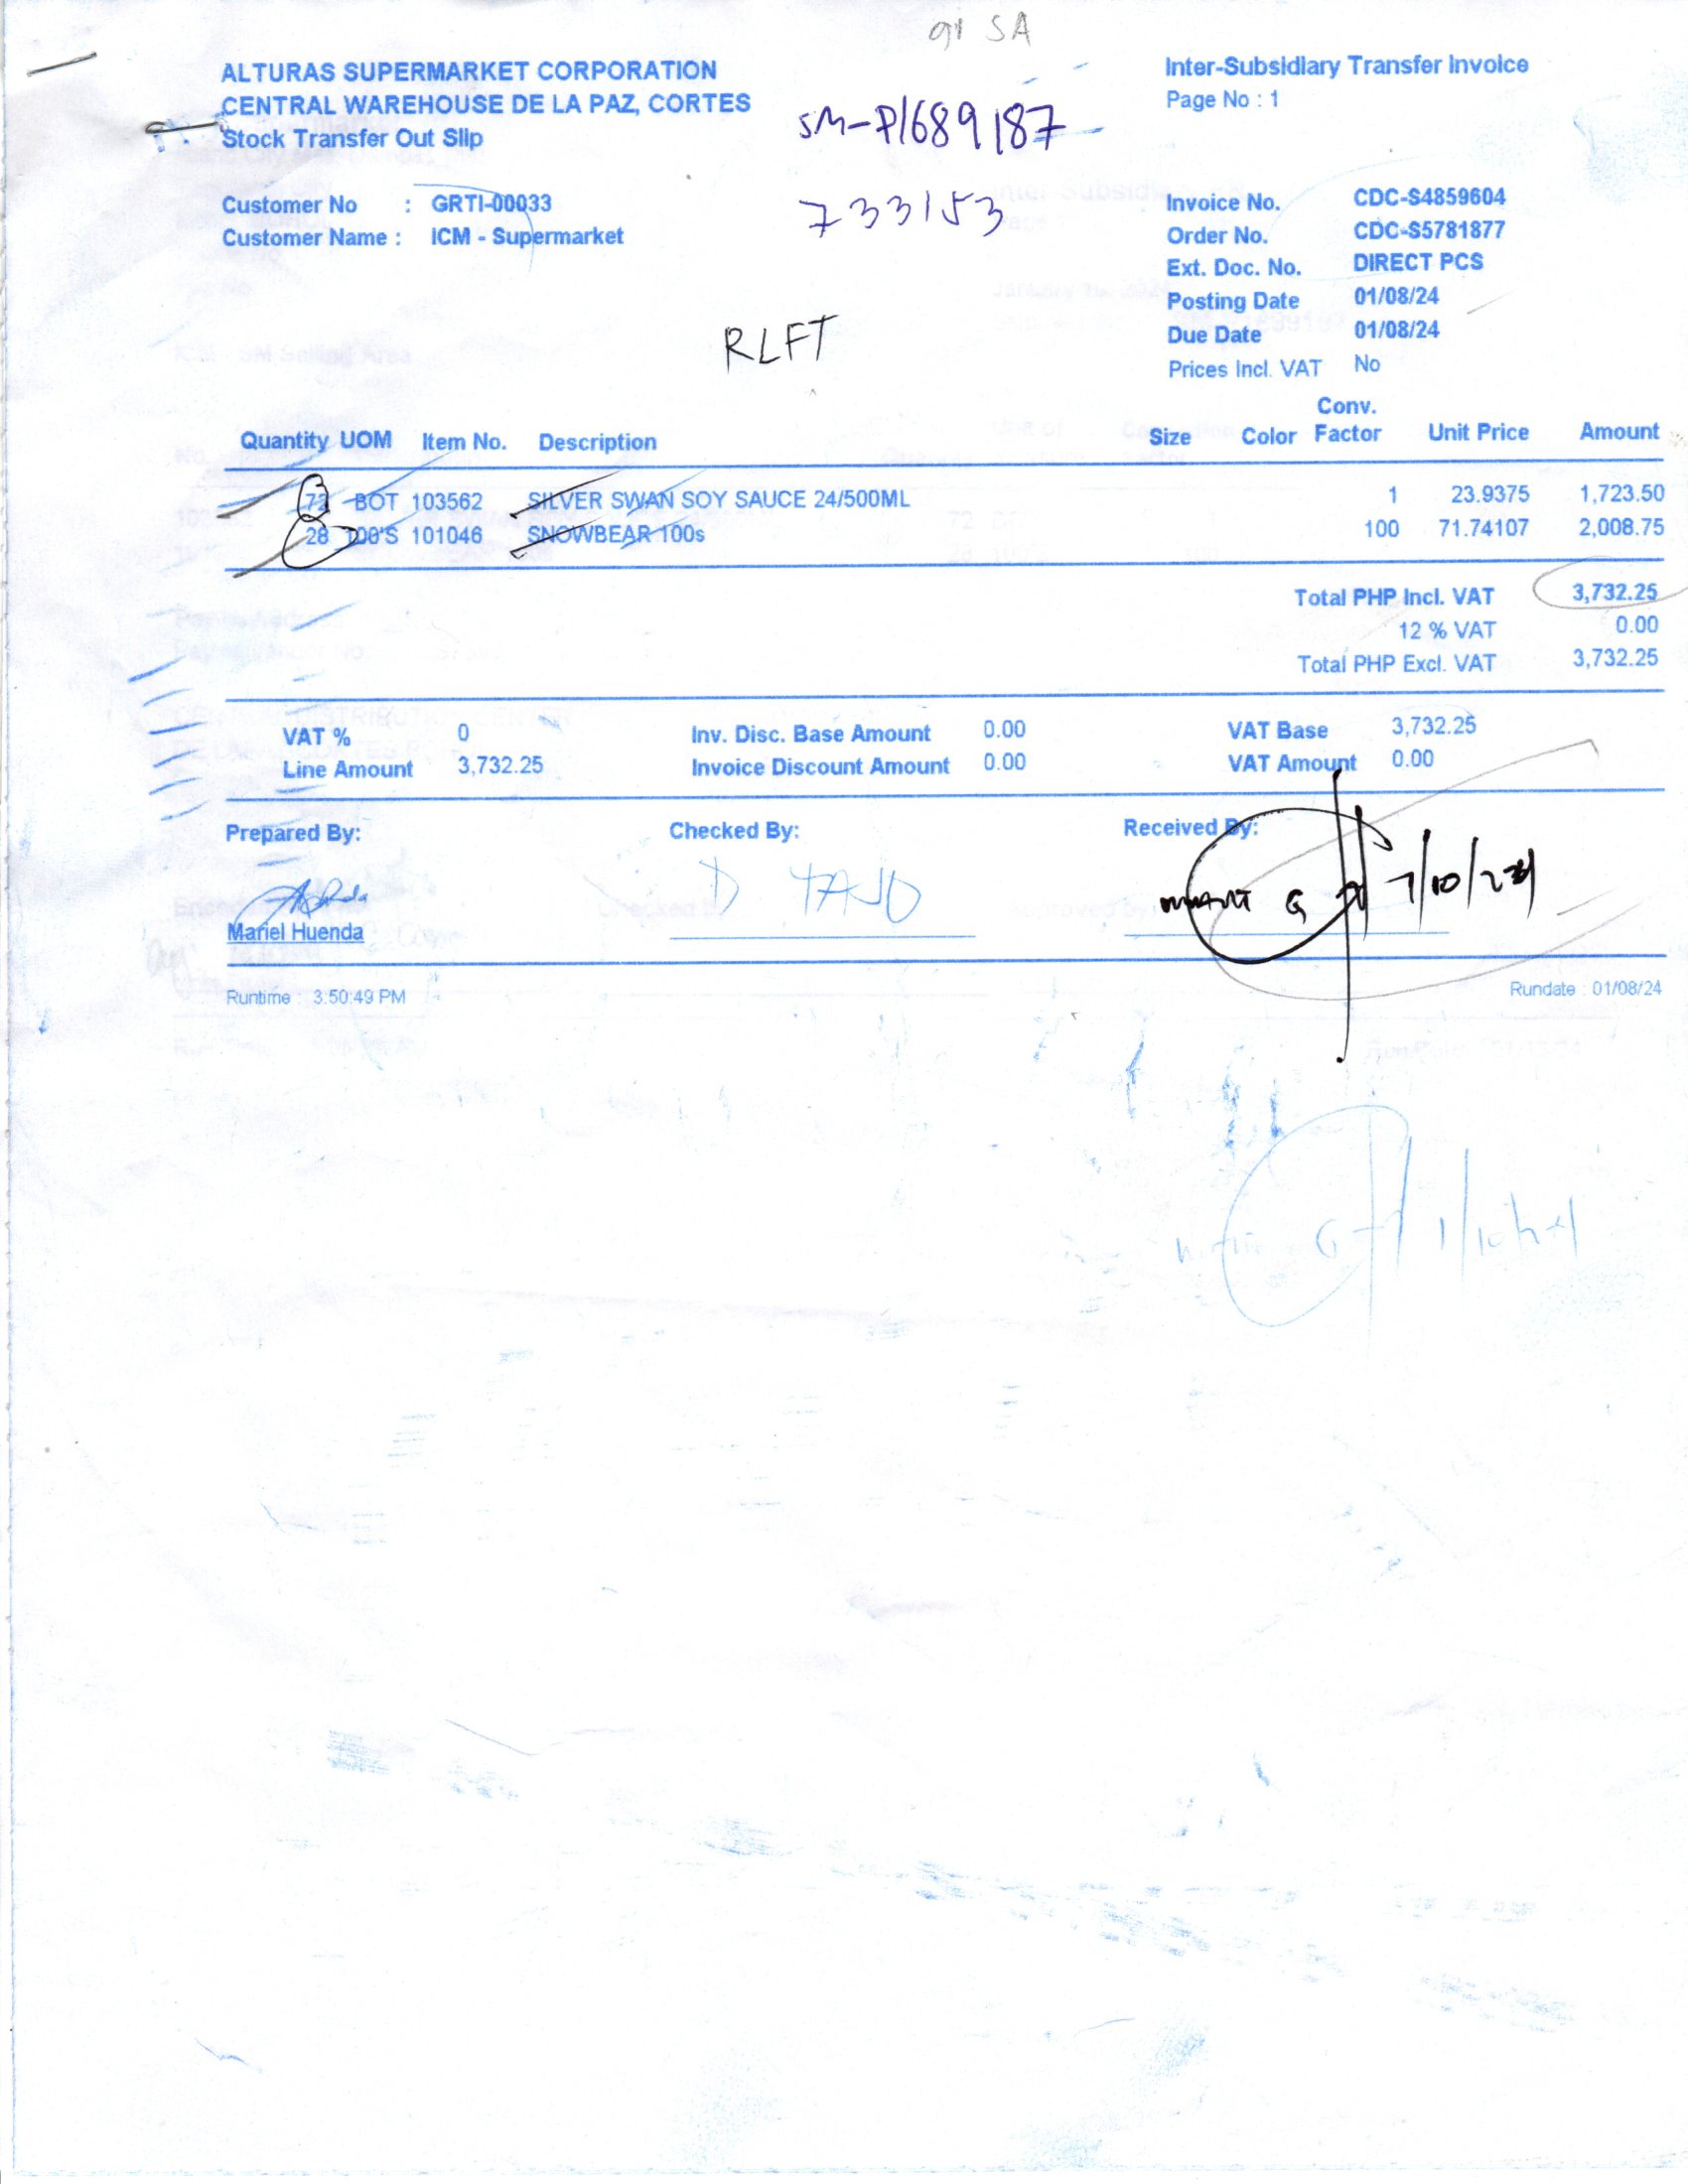 gr SA
ALTURAS SUPERMARKET CORPORATION
CENTRAL WAREHOUSE DE LA PAZ, CORTES
Stock Transfer Out Slip
Inter-Subsidiary Transfer Invoice
Page No : 1
SM-P1689187
733153
Customer No : GRTI-00033
Customer Name : ICM - Supermarket
Invoice No. CDC-S4859604
Order No. CDC-S5781877
Ext. Doc. No. DIRECT PCS
Posting Date 01/08/24
Due Date 01/08/24
Prices Incl. VAT No
RLFT
Quantity UOM Item No. Description Size Color Conv. Factor Unit Price Amount
72 BOT 103562 SILVER SWAN SOY SAUCE 24/500ML 1 23.9375 1,723.50
28 100'S 101046 SNOWBEAR 100s 100 71.74107 2,008.75
Total PHP Incl. VAT 3,732.25
12 % VAT 0.00
Total PHP Excl. VAT 3,732.25
VAT % 0 Inv. Disc. Base Amount 0.00 VAT Base 3,732.25
Line Amount 3,732.25 Invoice Discount Amount 0.00 VAT Amount 0.00
Prepared By: Checked By: Received By:
D TAJO
1/10/24
Mariel Huenda
Runtime : 3:50:49 PM Rundate : 01/08/24